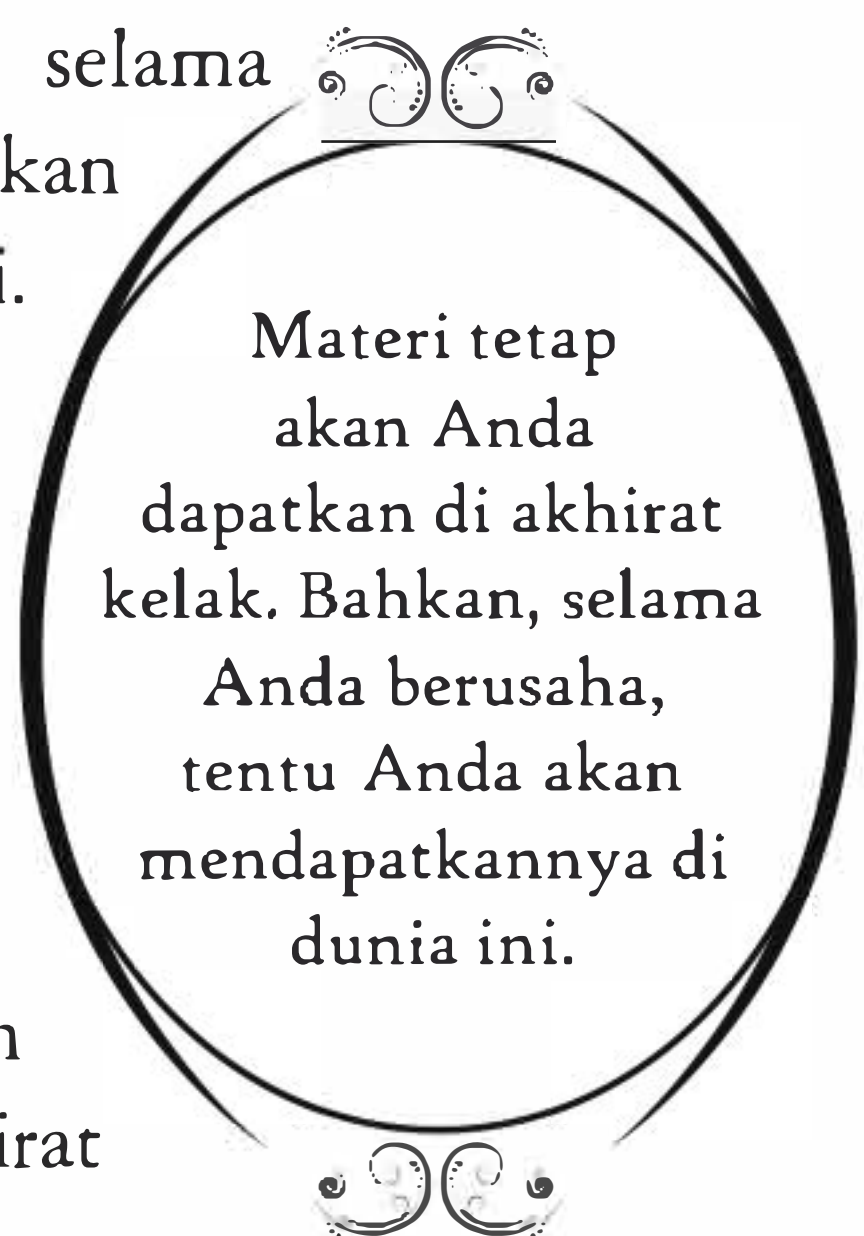 selama
kan
i.
Materi tetap
akan Anda
dapatkan di akhirat
kelak. Bahkan, selama
Anda berusaha,
tentu Anda akan
mendapatkannya di
dunia ini.
n
irat